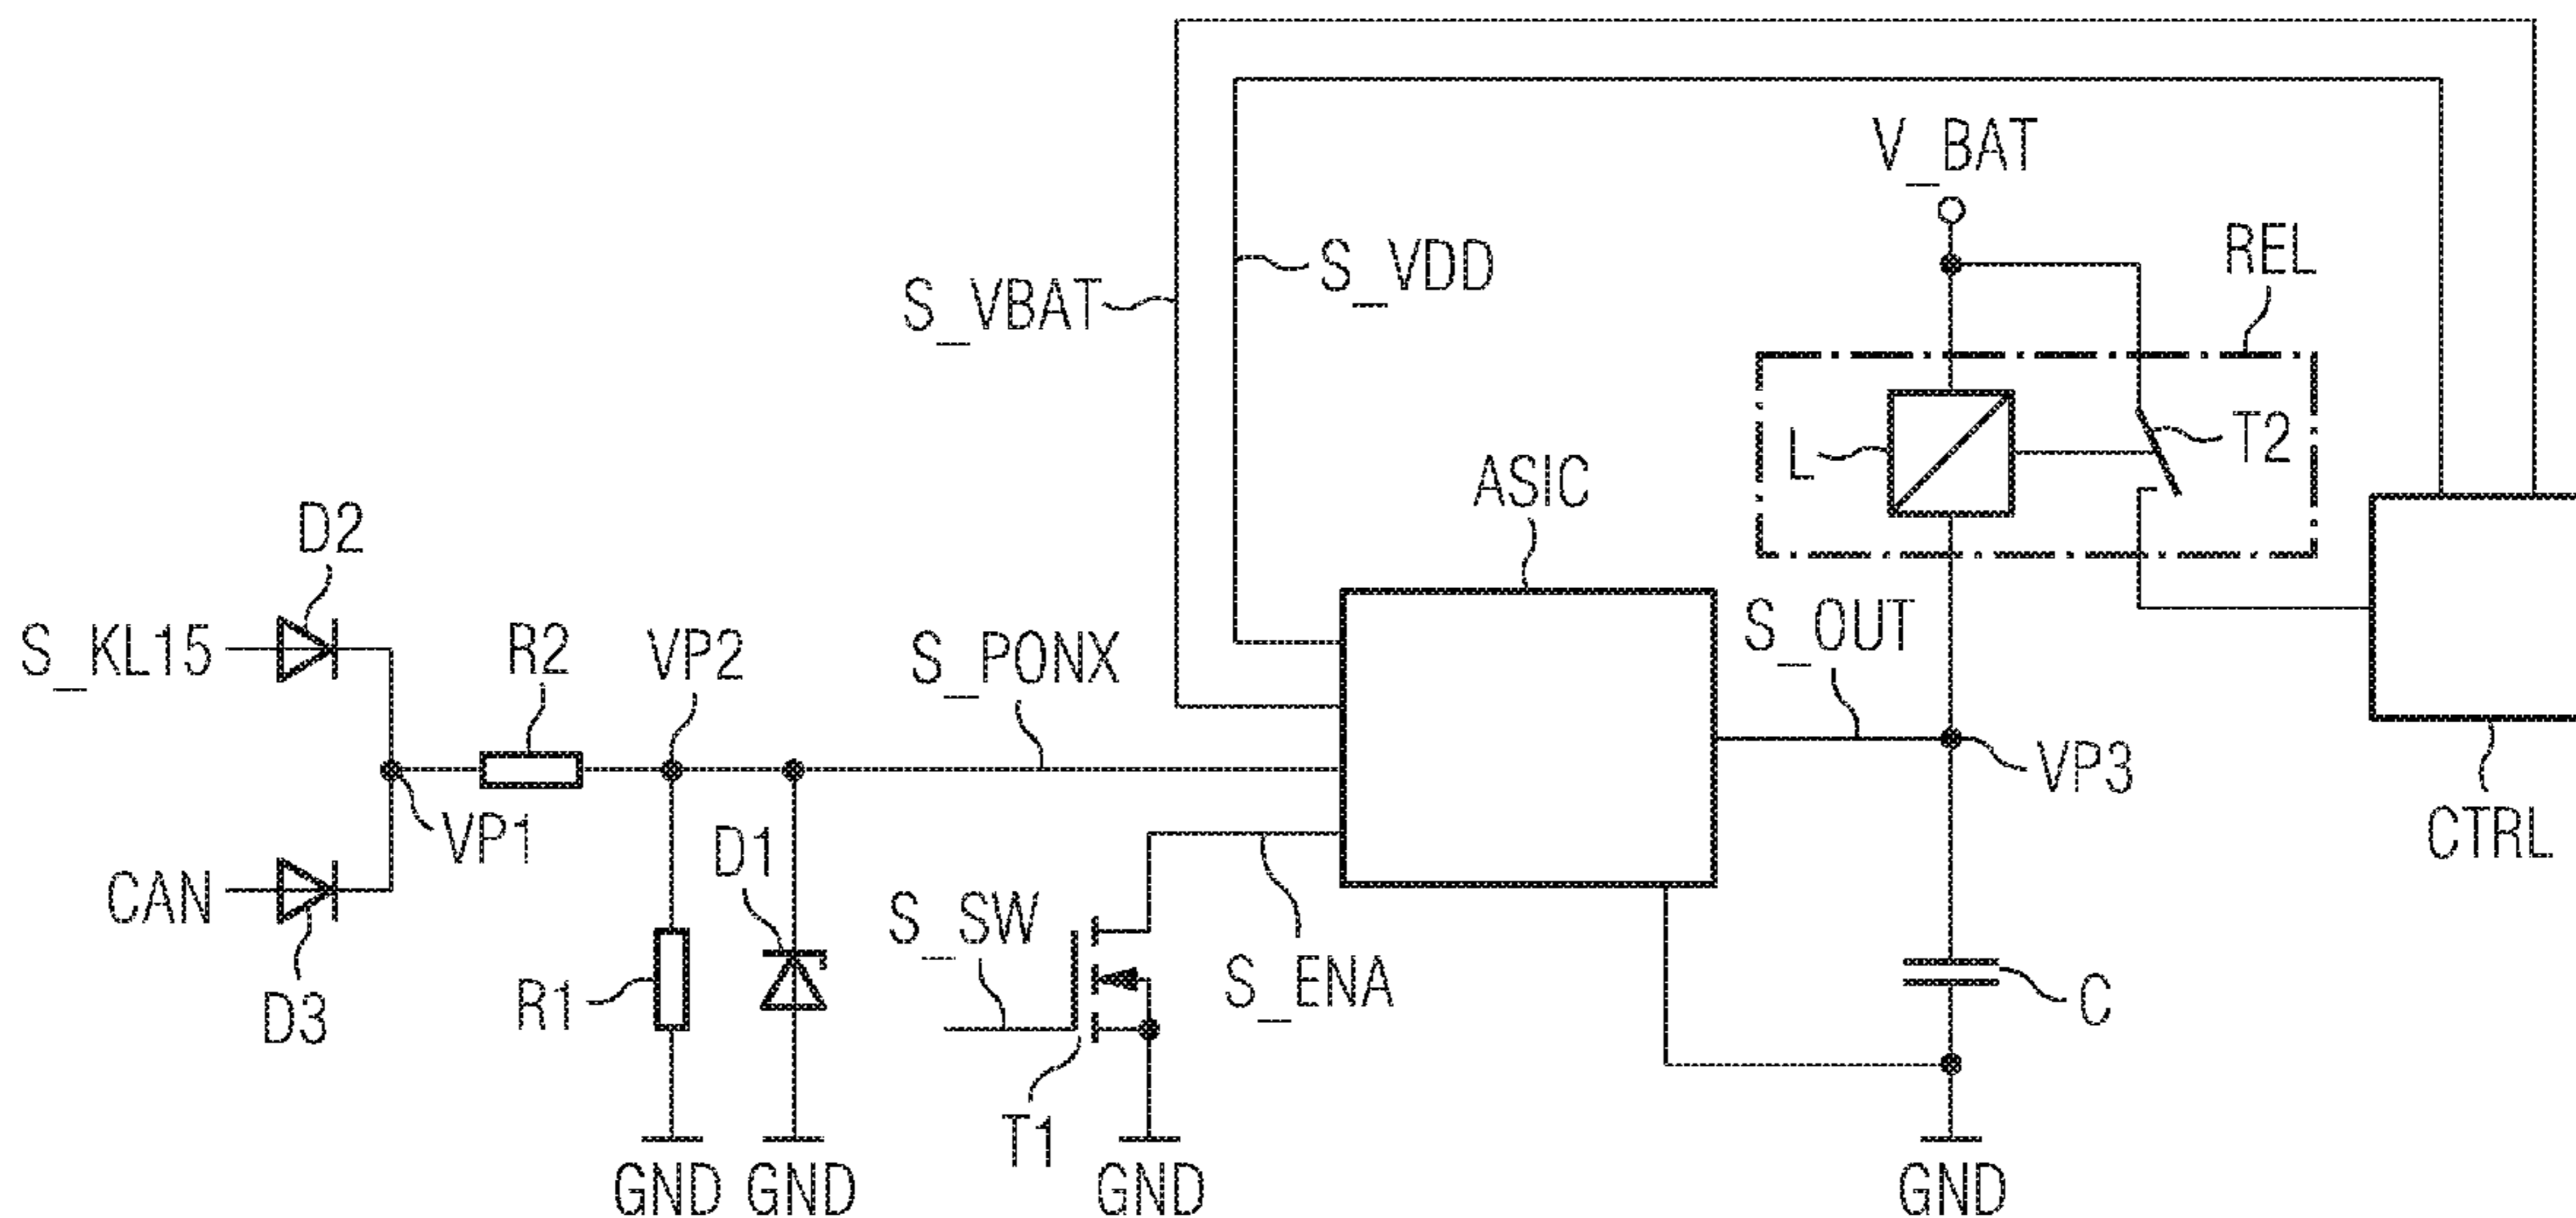 V_BAT
S_VDD
REL
S_VBAT
T2
L
ASIC
D2
S_OUT
S_KL15
R2
VP2
S_PONX
VP3
VP1
CTRL
D1
CAN
S_SW
S_ENA
C
R1
D3
T1
GND
GND
GND
GND